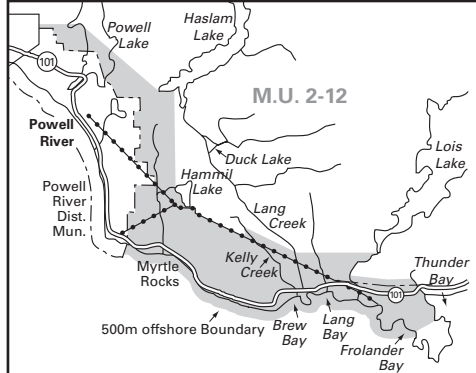 Powell
Lake
Haslam
Lake
101
M.U. 2-12
Powell
River
Duck Lake
Lois
Lake
Hammil
Lake
Powell
River
Dist.
Mun.
Lang
Creek
Kelly
Creek
Thunder
Bay
Myrtle
Rocks
101
500m offshore Boundary
Brew
Bay
Lang
Bay
Frolander
Bay